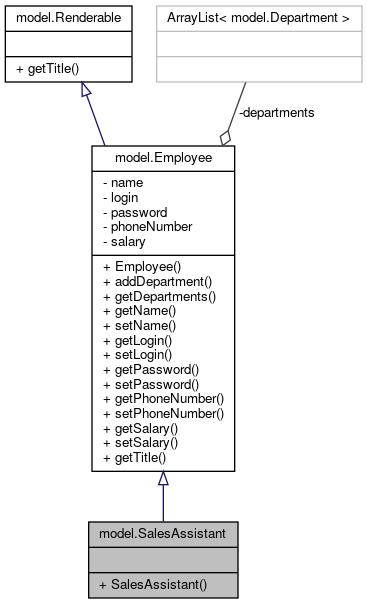 model.Renderable
+ getTitle()
ArrayList< model.Department >
-departments
model.Employee
- name
- login
- password
- phoneNumber
- salary
+ Employee()
+ addDepartment()
+ getDepartments()
+ getName()
+ setName()
+ getLogin()
+ setLogin()
+ getPassword()
+ setPassword()
+ getPhoneNumber()
+ setPhoneNumber()
+ getSalary()
+ setSalary()
+ getTitle()
model.SalesAssistant
+ SalesAssistant()